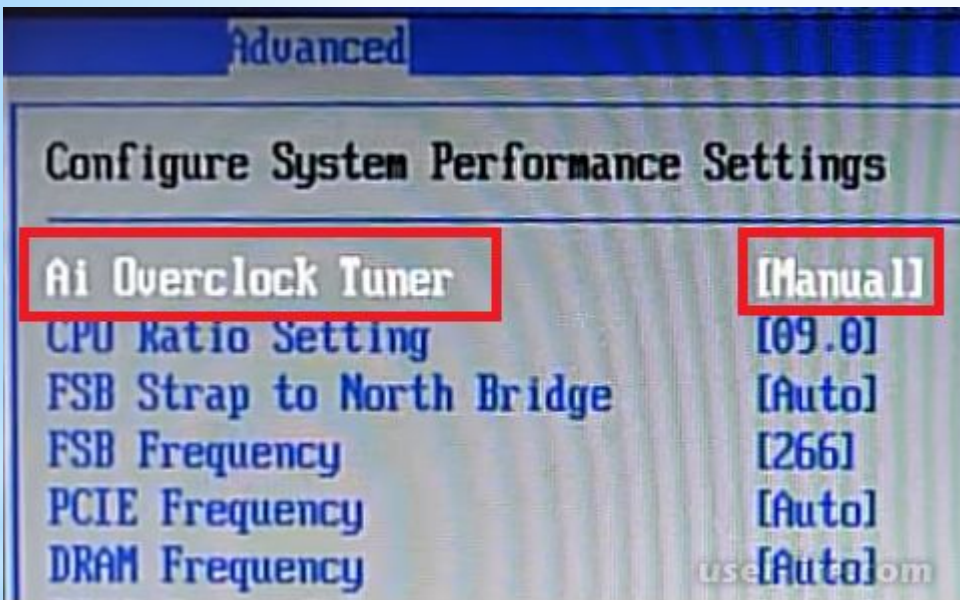 Advanced
Configure System Performance Settings
Ai Overclock Tuner [Manual]
CPU Ratio Setting [09.0]
FSB Strap to North Bridge [Auto]
FSB Frequency [266]
PCIE Frequency [Auto]
DRAM Frequency [Auto]